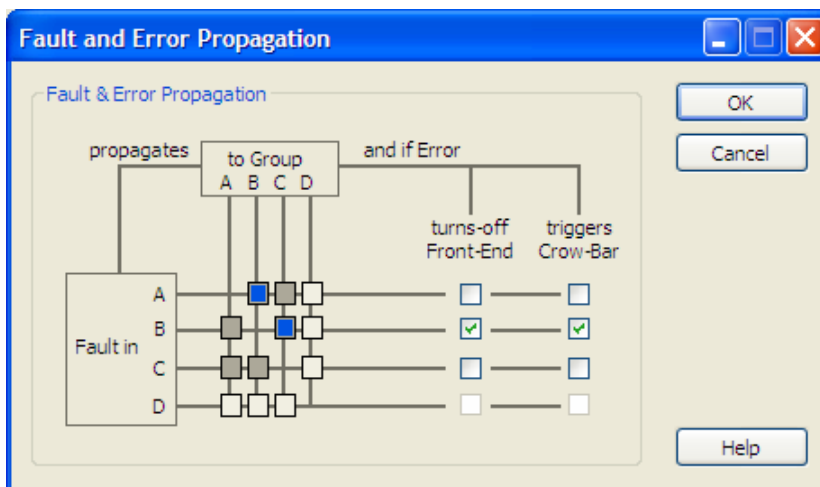 Fault and Error Propagation
Fault & Error Propagation
OK
Cancel
propagates
to Group
A B C D
and if Error
turns-off
Front-End
triggers
Crow-Bar
Fault in
A
B
C
D
Help